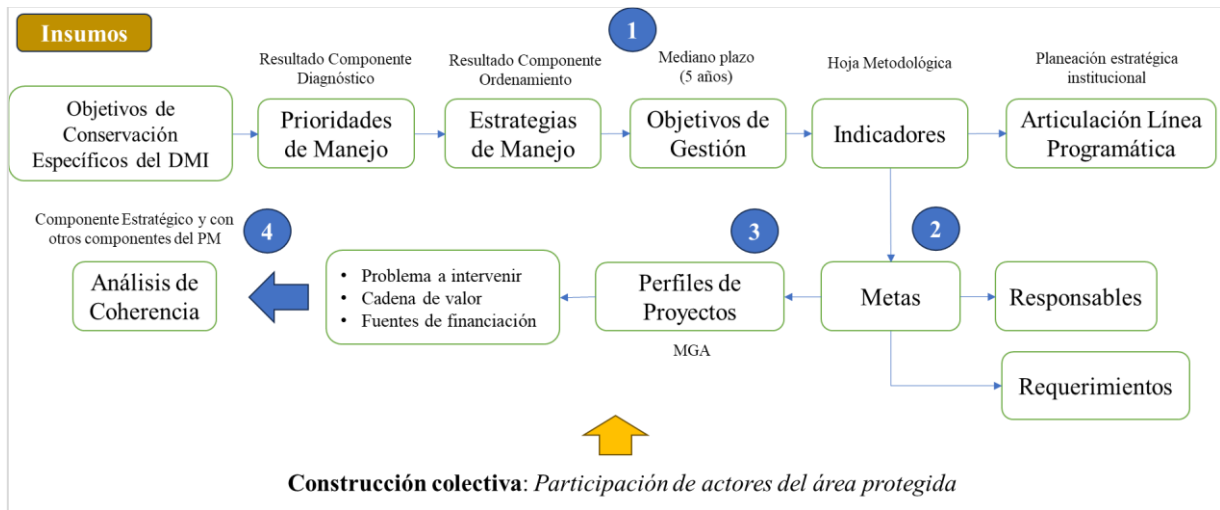 Insumos
1
Resultado Componente
Diagnóstico
Resultado Componente
Ordenamiento
Mediano plazo
(5 años)
Hoja Metodológica
Planeación estratégica
institucional
Objetivos de
Conservación
Específicos del DMI
Prioridades
de Manejo
Estrategias
de Manejo
Objetivos de
Gestión
Indicadores
Articulación Línea
Programática
Componente Estratégico y con
otros componentes del PM
4
3
2
Análisis de
Coherencia
• Problema a intervenir
• Cadena de valor
• Fuentes de financiación
Perfiles de
Proyectos
MGA
Metas
Responsables
Requerimientos
Construcción colectiva: Participación de actores del área protegida